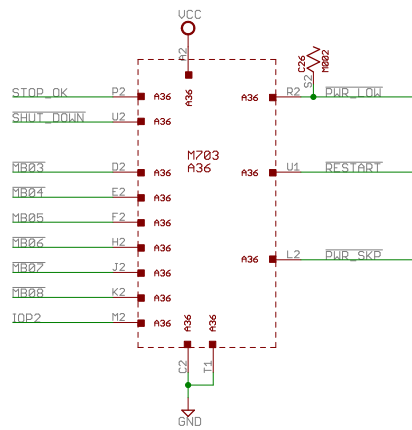 VCC
A2
A36
C26
M002
S2
STOP_OK P2 A36
A36 R2 PWR_LOW
SHUT_DOWN U2 A36
M703
A36
MB03 D2 A36
A36 U1 RESTART
MB04 E2 A36
MB05 F2 A36
MB06 H2 A36
A36 L2 PWR_SKP
MB07 J2 A36
MB08 K2 A36
IOP2 M2 A36
A36 A36
C2 T1
GND